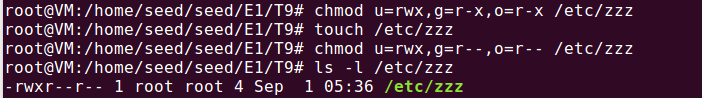 root@VM:/home/seed/seed/E1/T9# chmod u=rwx,g=r-x,o=r-x /etc/zzz
root@VM:/home/seed/seed/E1/T9# touch /etc/zzz
root@VM:/home/seed/seed/E1/T9# chmod u=rwx,g=r--,o=r-- /etc/zzz
root@VM:/home/seed/seed/E1/T9# ls -l /etc/zzz
-rwxr--r-- 1 root root 4 Sep  1 05:36 /etc/zzz